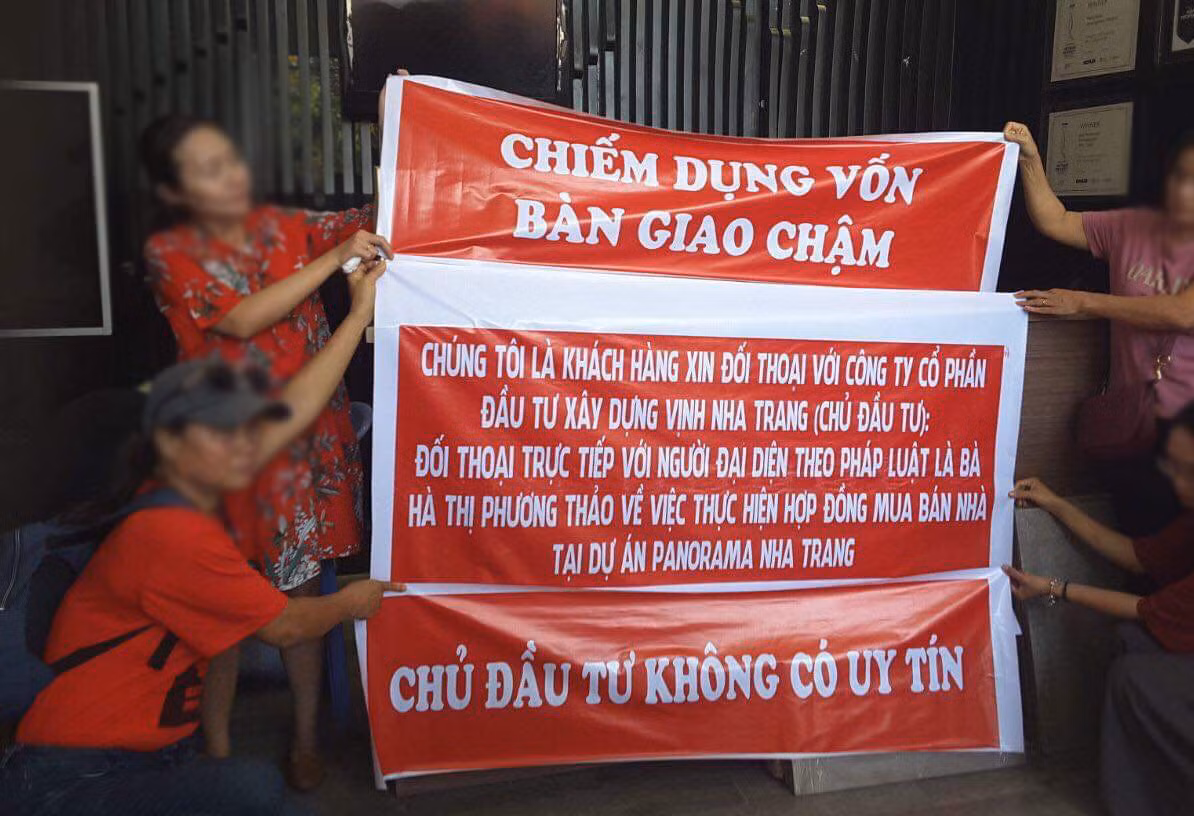 CHIẾM DỤNG VỐN
BÀN GIAO CHẬM
CHÚNG TÔI LÀ KHÁCH HÀNG XIN ĐỐI THOẠI VỚI CÔNG TY CỔ PHẦN
ĐẦU TƯ XÂY DỰNG VỊNH NHA TRANG (CHỦ ĐẦU TƯ):
ĐỐI THOẠI TRỰC TIẾP VỚI NGƯỜI ĐẠI DIỆN THEO PHÁP LUẬT LÀ BÀ
HÀ THỊ PHƯƠNG THẢO VỀ VIỆC THỰC HIỆN HỢP ĐỒNG MUA BÁN NHÀ
TẠI DỰ ÁN PANORAMA NHA TRANG
CHỦ ĐẦU TƯ KHÔNG CÓ UY TÍN
WINNER